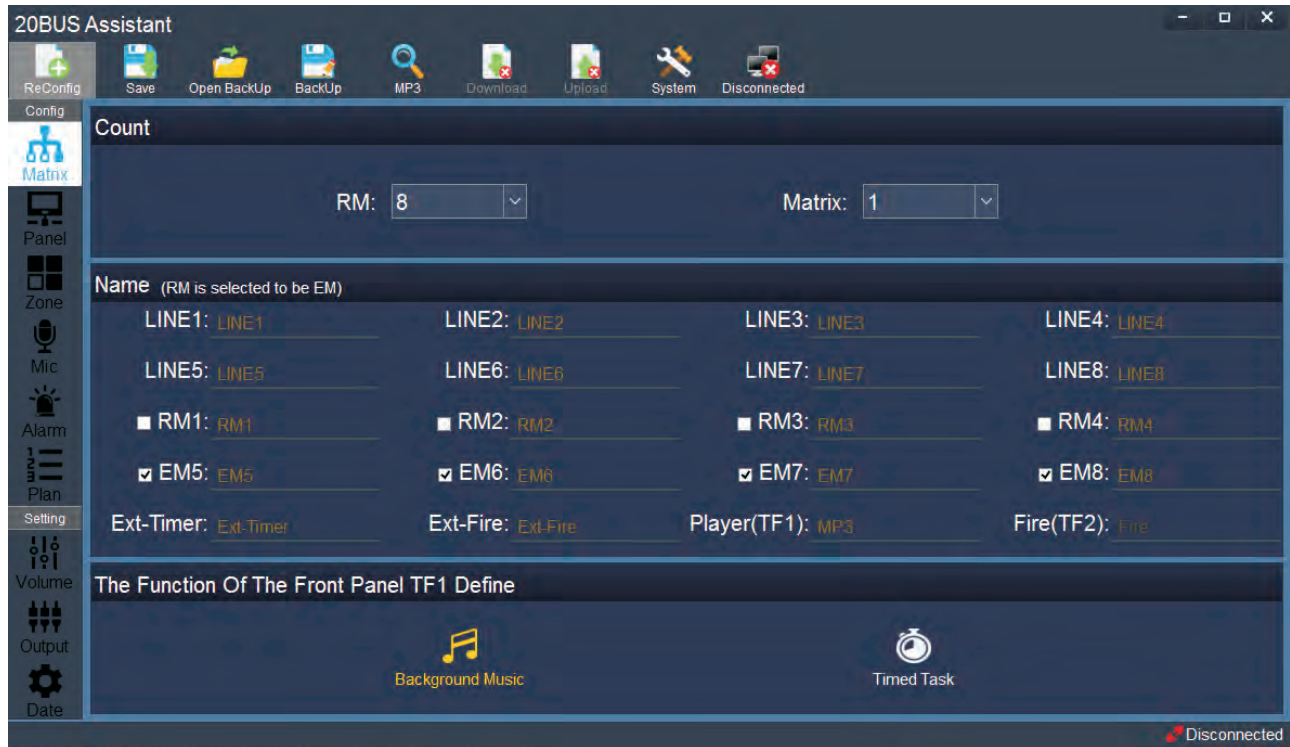 20BUS Assistant
ReConfig Save Open BackUp BackUp MP3 Download Upload System Disconnected
Config
Matrix
Panel
Zone
Mic
Alarm
Plan
Setting
Volume
Output
Date
Count
RM: 8 Matrix: 1
Name (RM is selected to be EM)
LINE1: LINE1 LINE2: LINE2 LINE3: LINE3 LINE4: LINE4
LINE5: LINE5 LINE6: LINE6 LINE7: LINE7 LINE8: LINE8
RM1: RM1 RM2: RM2 RM3: RM3 RM4: RM4
EM5: EM5 EM6: EM6 EM7: EM7 EM8: EM8
Ext-Timer: Ext-Timer Ext-Fire: Ext-Fire Player(TF1): MP3 Fire(TF2): Fire
The Function Of The Front Panel TF1 Define
Background Music Timed Task
Disconnected